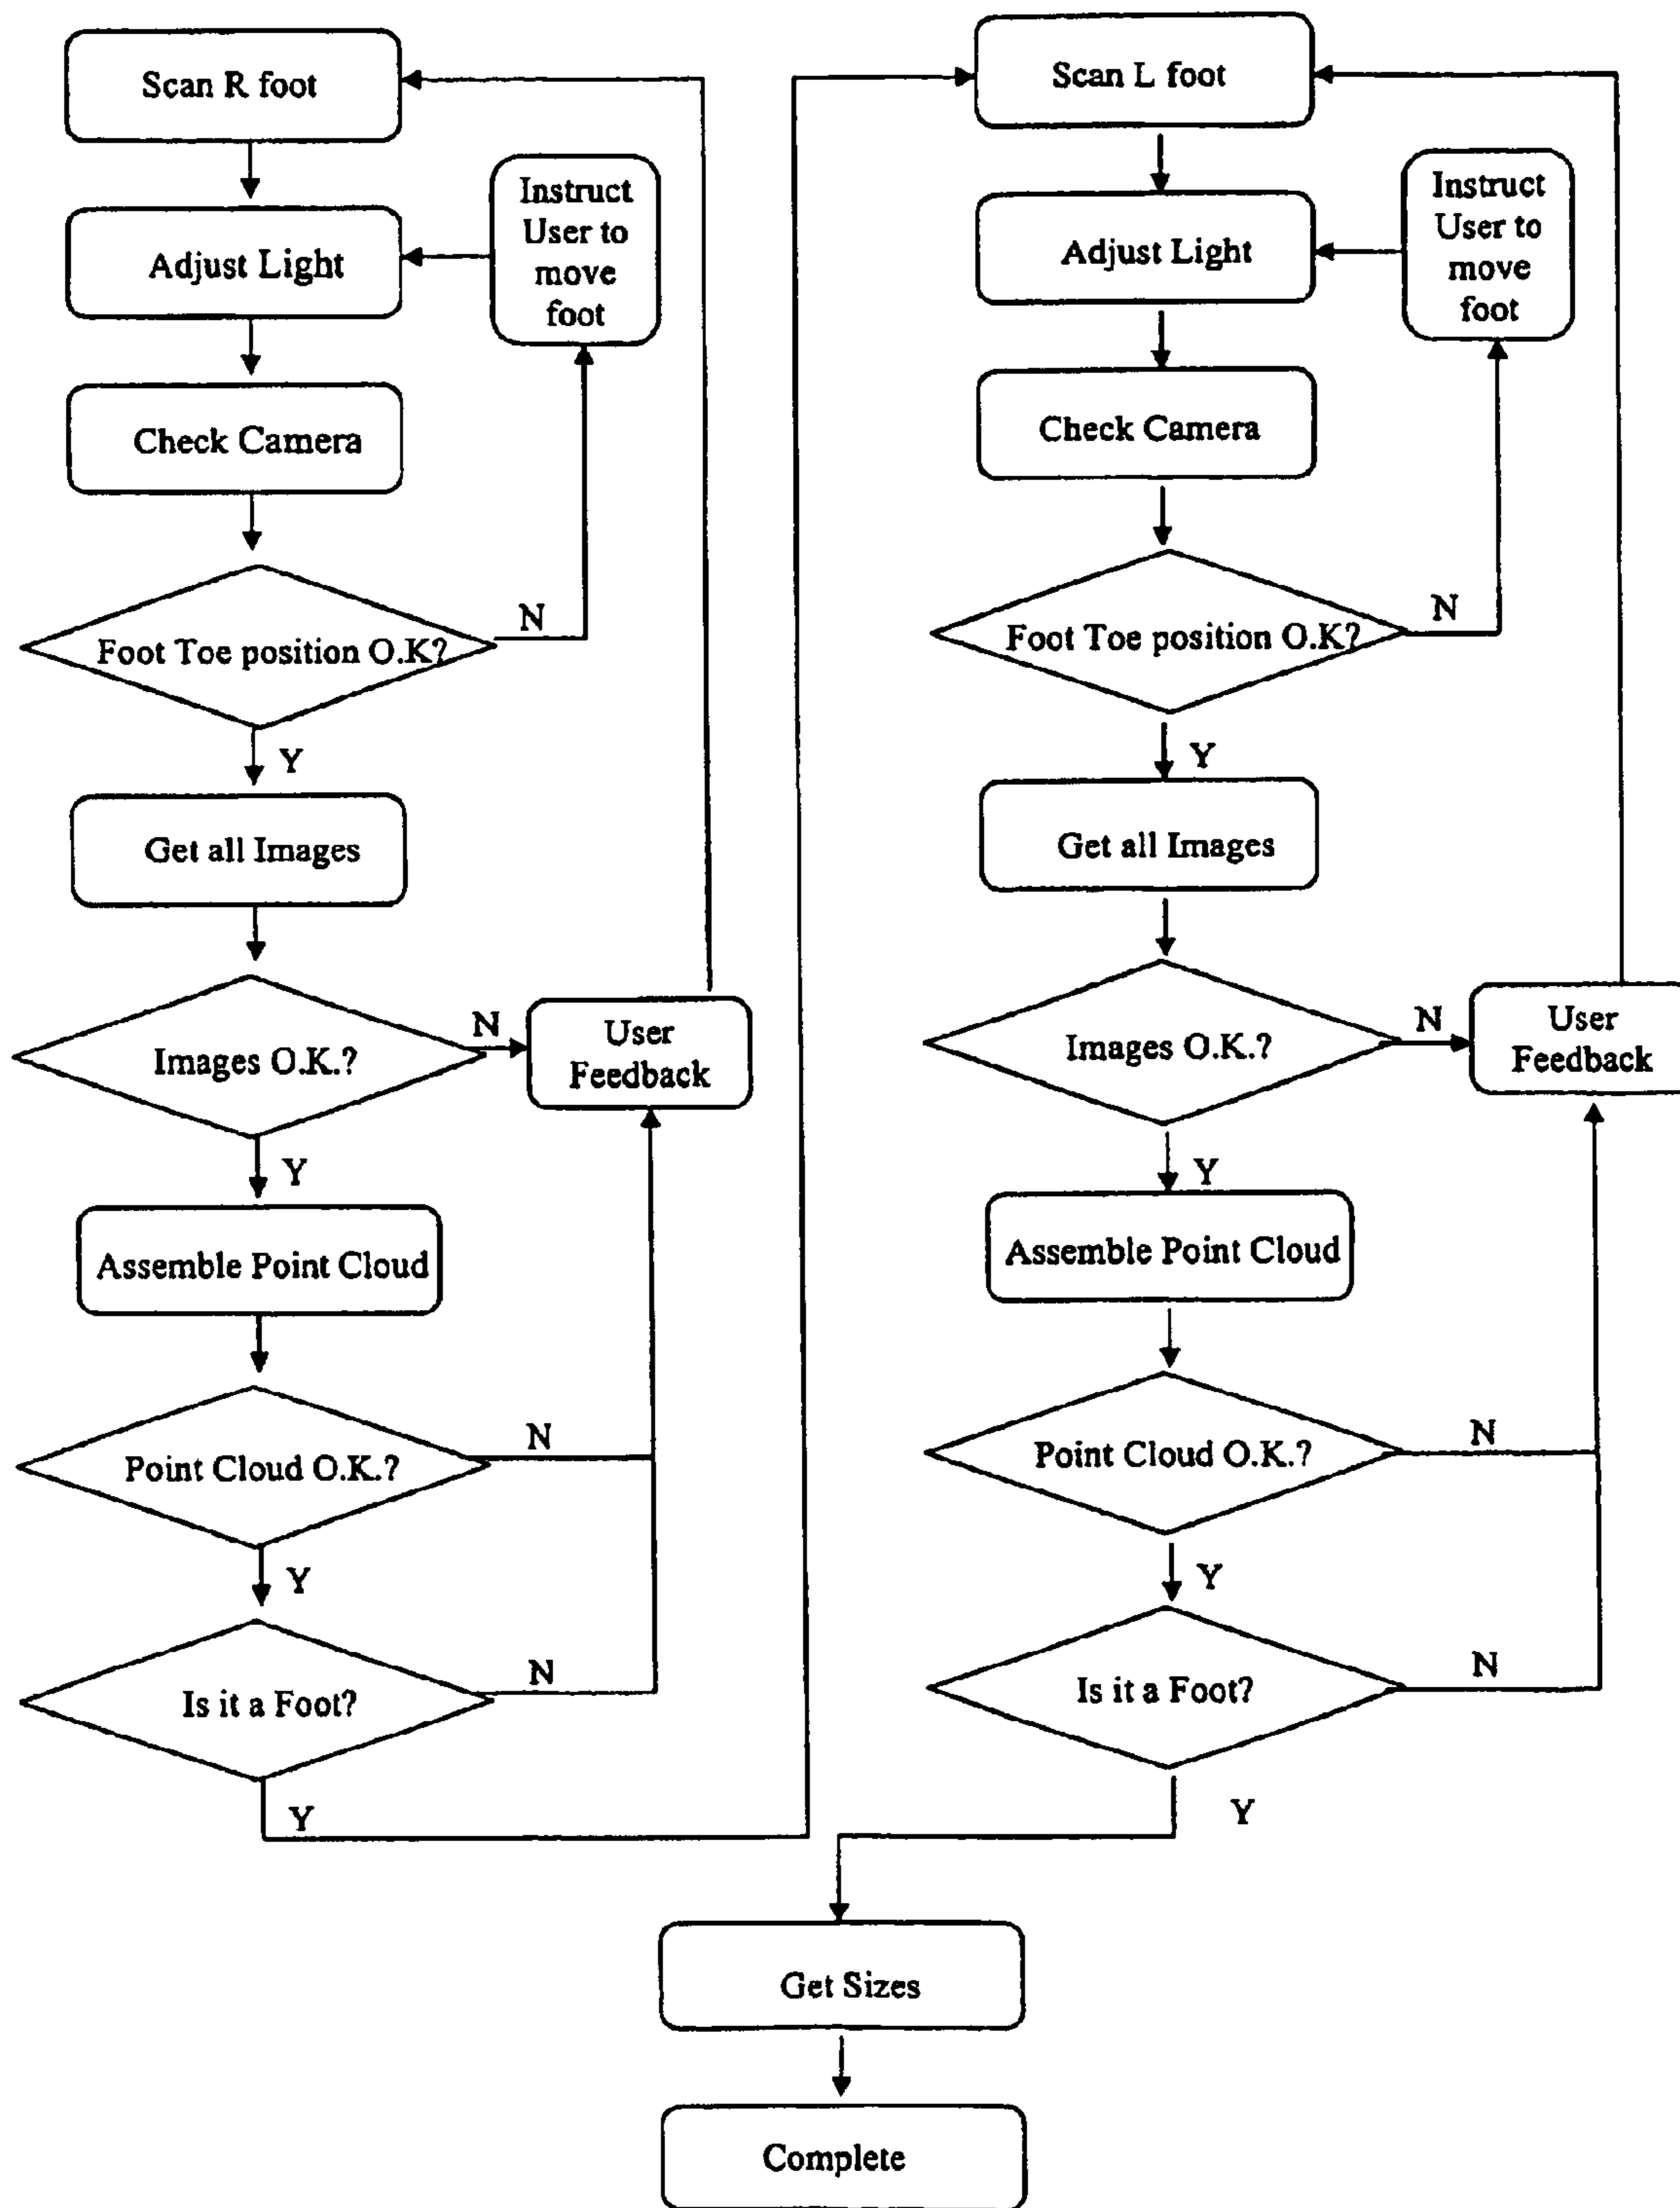 Scan R foot
Instruct
User to
move
foot
Adjust Light
Check Camera
Foot Toe position O.K?
N
Y
Get all Images
Images O.K.?
N
User
Feedback
Y
Assemble Point Cloud
Point Cloud O.K.?
N
Y
Is it a Foot?
N
Y
Scan L foot
Instruct
User to
move
foot
Adjust Light
Check Camera
Foot Toe position O.K?
N
Y
Get all Images
Images O.K.?
N
User
Feedback
Y
Assemble Point Cloud
Point Cloud O.K.?
N
Y
Is it a Foot?
N
Y
Get Sizes
Complete